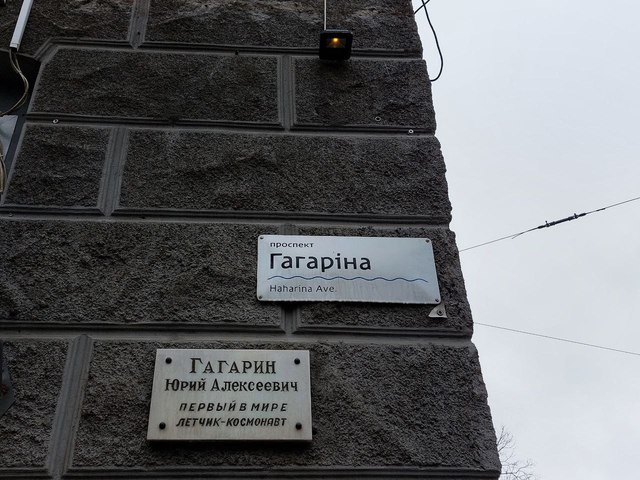 проспект
Гагаріна
Haharina Ave.
ГАГАРИН
ЮРИЙ АЛЕКСЕЕВИЧ
ПЕРВЫЙ В МИРЕ
ЛЕТЧИК-КОСМОНАВТ